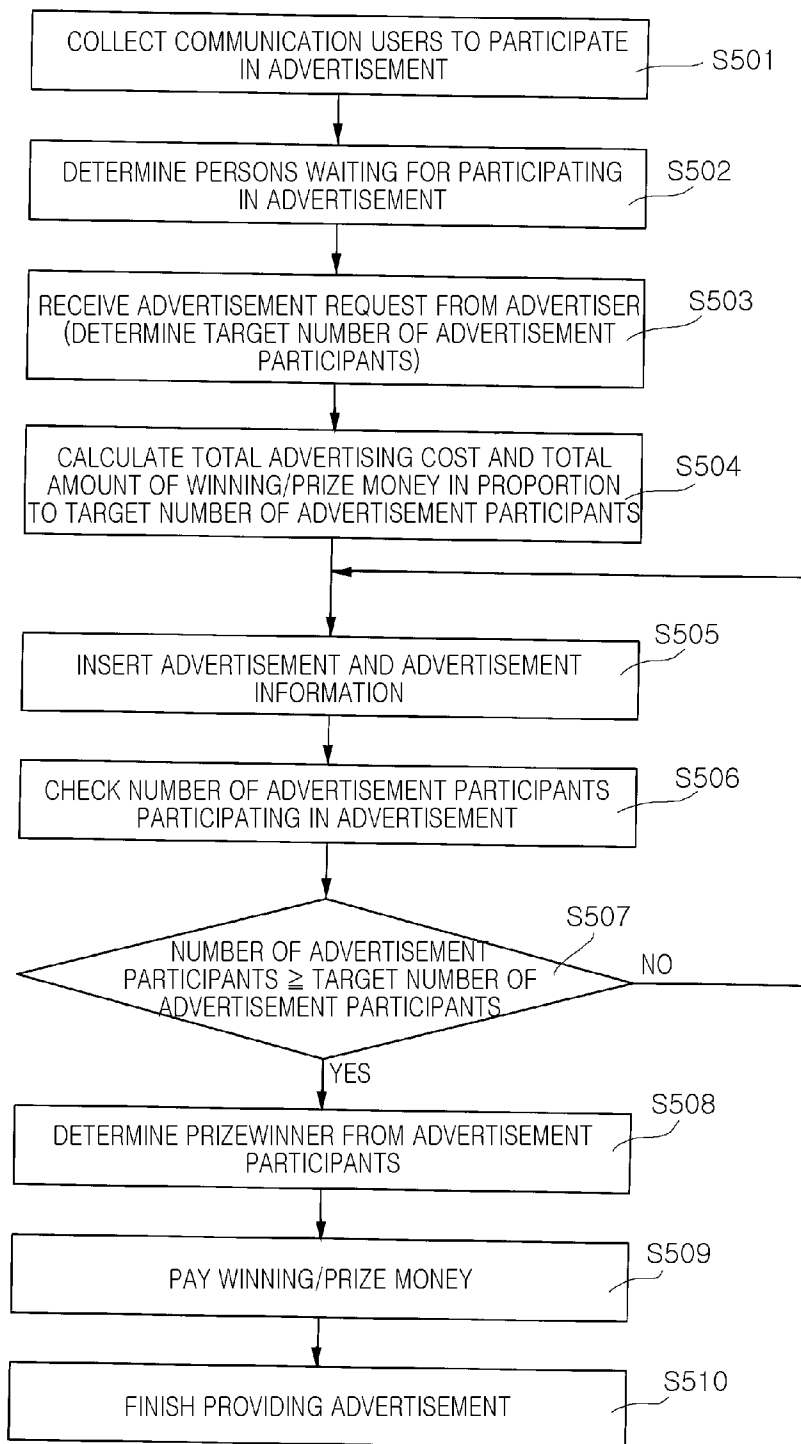 COLLECT COMMUNICATION USERS TO PARTICIPATE
IN ADVERTISEMENT
S501
DETERMINE PERSONS WAITING FOR PARTICIPATING
IN ADVERTISEMENT
S502
RECEIVE ADVERTISEMENT REQUEST FROM ADVERTISER
(DETERMINE TARGET NUMBER OF ADVERTISEMENT
PARTICIPANTS)
S503
CALCULATE TOTAL ADVERTISING COST AND TOTAL
AMOUNT OF WINNING/PRIZE MONEY IN PROPORTION
TO TARGET NUMBER OF ADVERTISEMENT PARTICIPANTS
S504
INSERT ADVERTISEMENT AND ADVERTISEMENT
INFORMATION
S505
CHECK NUMBER OF ADVERTISEMENT PARTICIPANTS
PARTICIPATING IN ADVERTISEMENT
S506
NUMBER OF ADVERTISEMENT
PARTICIPANTS ≧ TARGET NUMBER OF
ADVERTISEMENT PARTICIPANTS
S507
NO
YES
DETERMINE PRIZEWINNER FROM ADVERTISEMENT
PARTICIPANTS
S508
PAY WINNING/PRIZE MONEY
S509
FINISH PROVIDING ADVERTISEMENT
S510